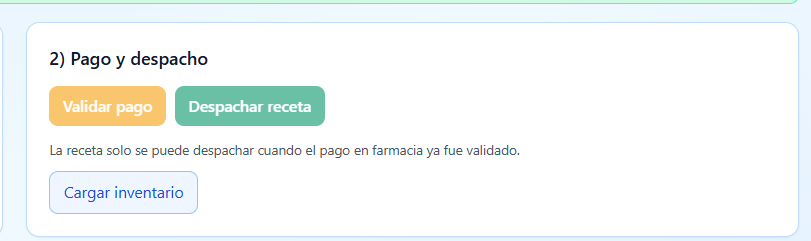 2) Pago y despacho
Validar pago Despachar receta
La receta solo se puede despachar cuando el pago en farmacia ya fue validado.
Cargar inventario